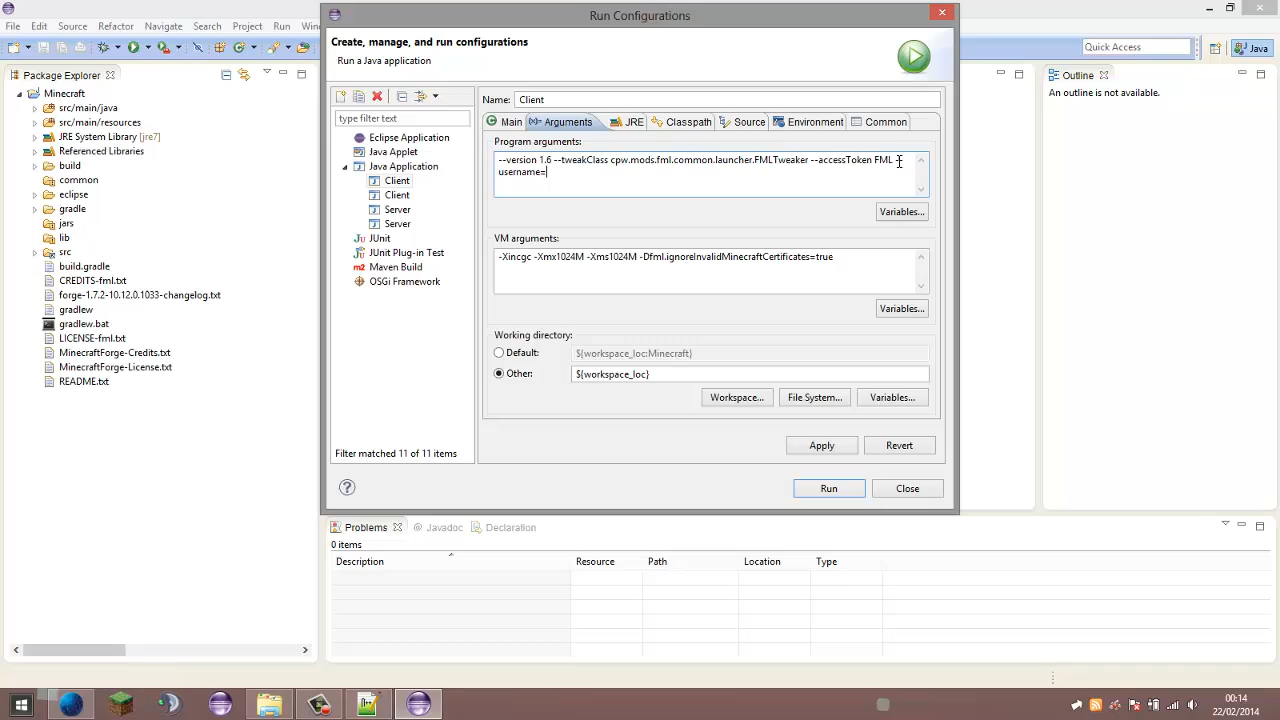 Run Configurations
File Edit Source Refactor Navigate Search Project Run Win
Quick Access
Java
Package Explorer
Minecraft
src/main/java
src/main/resources
JRE System Library [jre7]
Referenced Libraries
build
common
eclipse
gradle
jars
lib
src
build.gradle
CREDITS-fml.txt
forge-1.7.2-10.12.0.1033-changelog.txt
gradlew
gradlew.bat
LICENSE-fml.txt
MinecraftForge-Credits.txt
MinecraftForge-License.txt
README.txt
Create, manage, and run configurations
Run a Java application
type filter text
Eclipse Application
Java Applet
Java Application
Client
Client
Server
Server
JUnit
JUnit Plug-in Test
Maven Build
OSGi Framework
Filter matched 11 of 11 items
Name: Client
Main Arguments JRE Classpath Source Environment Common
Program arguments:
--version 1.6 --tweakClass cpw.mods.fml.common.launcher.FMLTweaker --accessToken FML
username=
Variables...
VM arguments:
-Xincgc -Xmx1024M -Xms1024M -Dfml.ignoreInvalidMinecraftCertificates=true
Variables...
Working directory:
Default: ${workspace_loc:Minecraft}
Other: ${workspace_loc}
Workspace... File System... Variables...
Apply Revert
Run Close
Outline
An outline is not available.
Problems Javadoc Declaration
0 items
Description Resource Path Location Type
00:14
22/02/2014